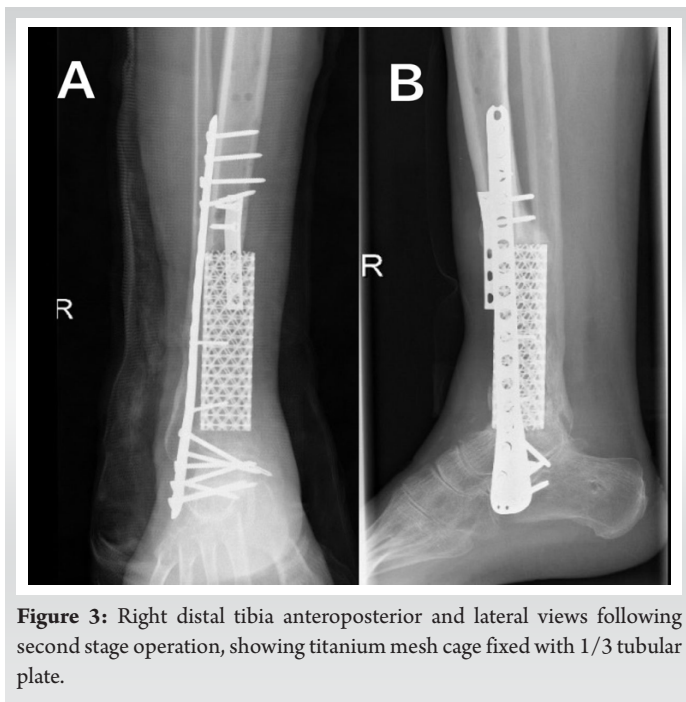 A
B
R
R
Figure 3: Right distal tibia anteroposterior and lateral views following
second stage operation, showing titanium mesh cage fixed with 1/3 tubular
plate.